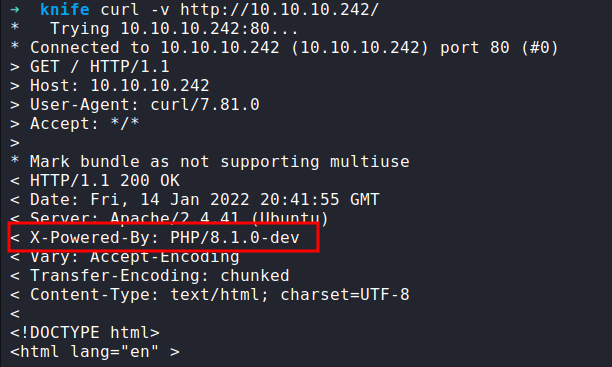 → knife curl -v http://10.10.10.242/
* Trying 10.10.10.242:80...
* Connected to 10.10.10.242 (10.10.10.242) port 80 (#0)
> GET / HTTP/1.1
> Host: 10.10.10.242
> User-Agent: curl/7.81.0
> Accept: */*
>
* Mark bundle as not supporting multiuse
< HTTP/1.1 200 OK
< Date: Fri, 14 Jan 2022 20:41:55 GMT
< Server: Apache/2.4.41 (Ubuntu)
< X-Powered-By: PHP/8.1.0-dev
< Vary: Accept-Encoding
< Transfer-Encoding: chunked
< Content-Type: text/html; charset=UTF-8
<
<!DOCTYPE html>
<html lang="en" >